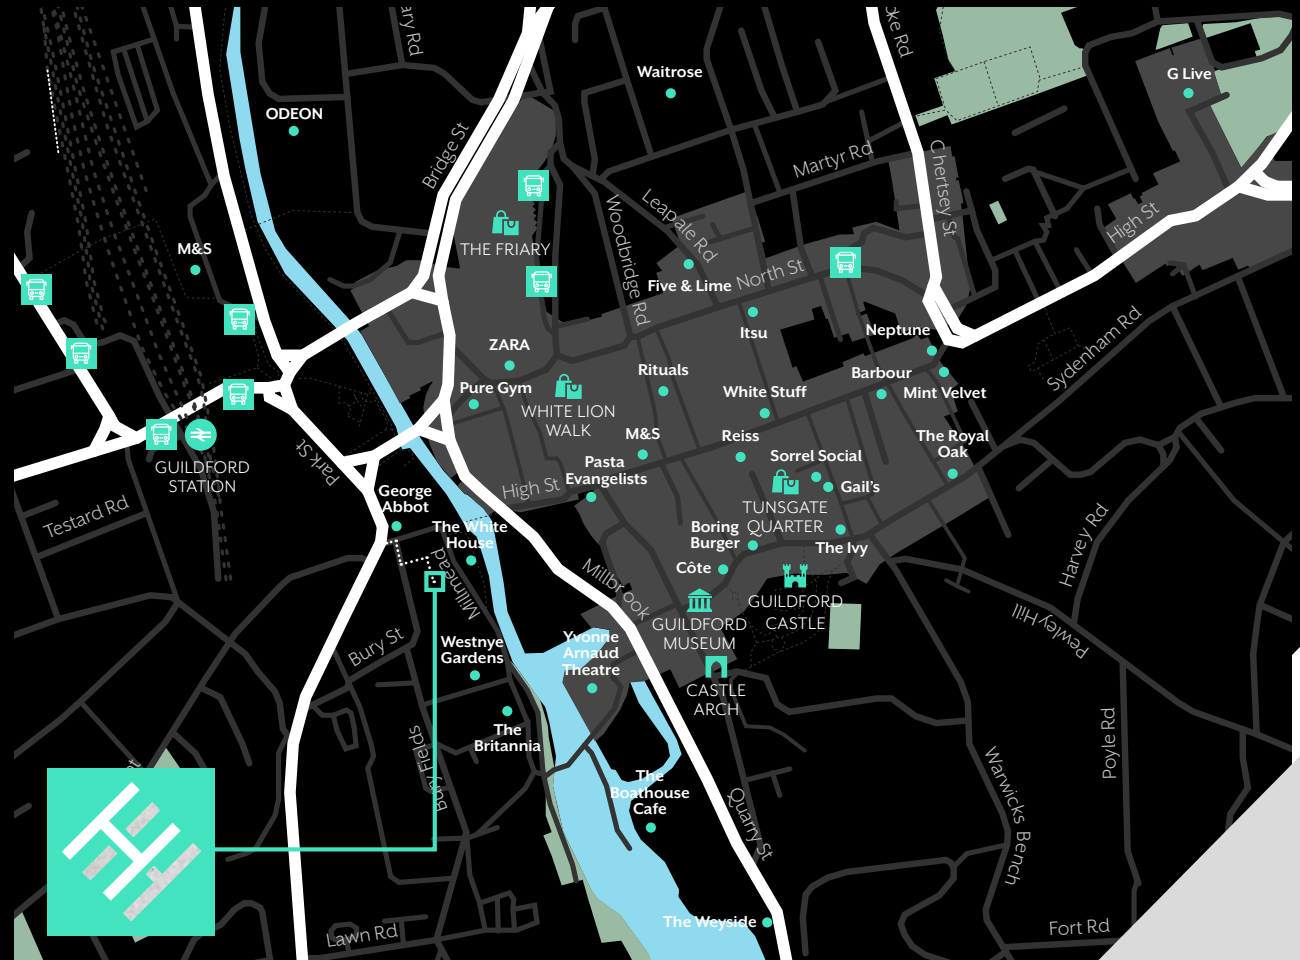 ary Rd
cke Rd
Waitrose
G Live
ODEON
Bridge St
Martyr Rd
Chertsey St
Woodbridge Rd
Leapale Rd
High St
M&S
THE FRIARY
Five & Lime
North St
Itsu
Neptune
Sydenham Rd
ZARA
Pure Gym
Rituals
Barbour
White Stuff
Mint Velvet
WHITE LION
WALK
M&S
Reiss
The Royal
Oak
Sorrel Social
Pasta
Evangelists
Gail's
GUILDFORD
STATION
Park St
High St
George
Abbot
TUNSGATE
QUARTER
Testard Rd
The White
House
Boring
Burger
The Ivy
Harvey Rd
Côte
Millmead
Millbrook
GUILDFORD
CASTLE
GUILDFORD
MUSEUM
Pewley Hill
Bury St
Westnye
Gardens
Yvonne
Arnaud
Theatre
CASTLE
ARCH
The
Britannia
Poyle Rd
Bury Fields
The
Boathouse
Cafe
Quarry St
Warwicks Bench
The Weyside
Lawn Rd
Fort Rd